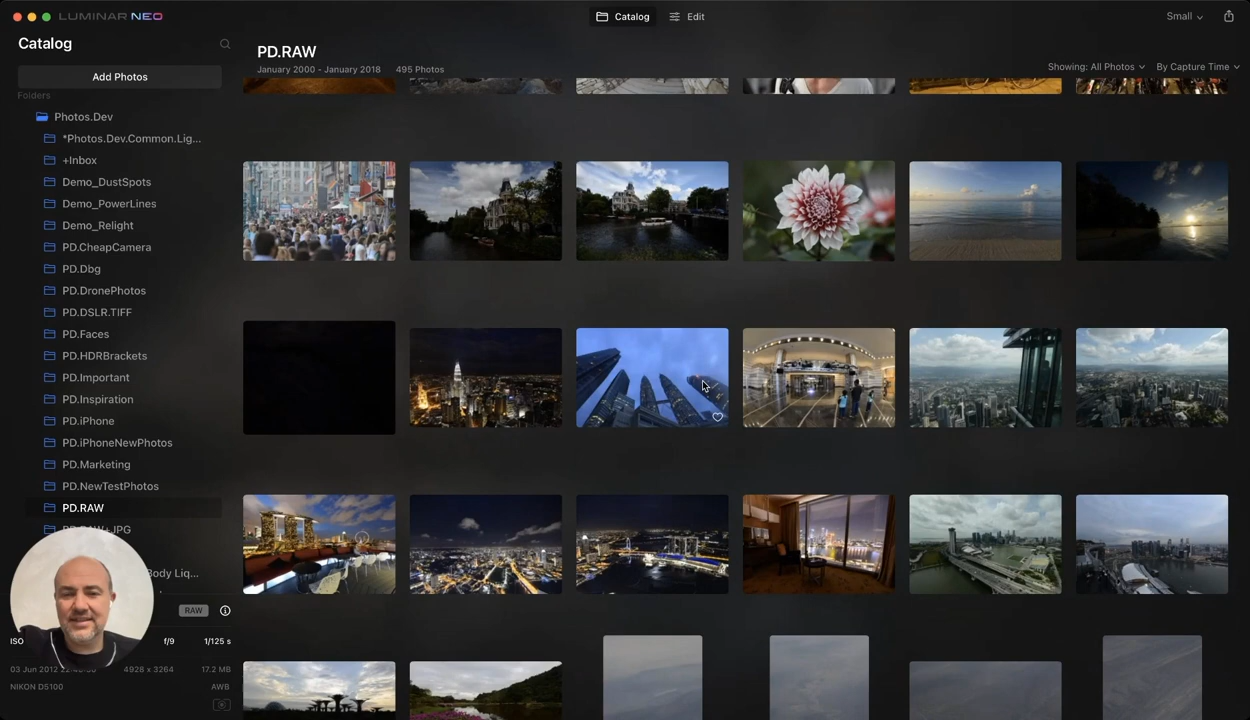 LUMINAR NEO
Catalog
Edit
Small
Catalog
PD.RAW
January 2000 - January 2018
495 Photos
Showing: All Photos
By Capture Time
Add Photos
Folders
Photos.Dev
*Photos.Dev.Common.Lig...
+Inbox
Demo_DustSpots
Demo_PowerLines
Demo_Relight
PD.CheapCamera
PD.Dbg
PD.DronePhotos
PD.DSLR.TIFF
PD.Faces
PD.HDRBrackets
PD.Important
PD.Inspiration
PD.iPhone
PD.iPhoneNewPhotos
PD.Marketing
PD.NewTestPhotos
PD.RAW
PD.RAW+JPG
Body Liq...
RAW
ISO
f/9
1/125 s
03 Jun 2012
4928 x 3264
17.2 MB
NIKON D5100
AWB